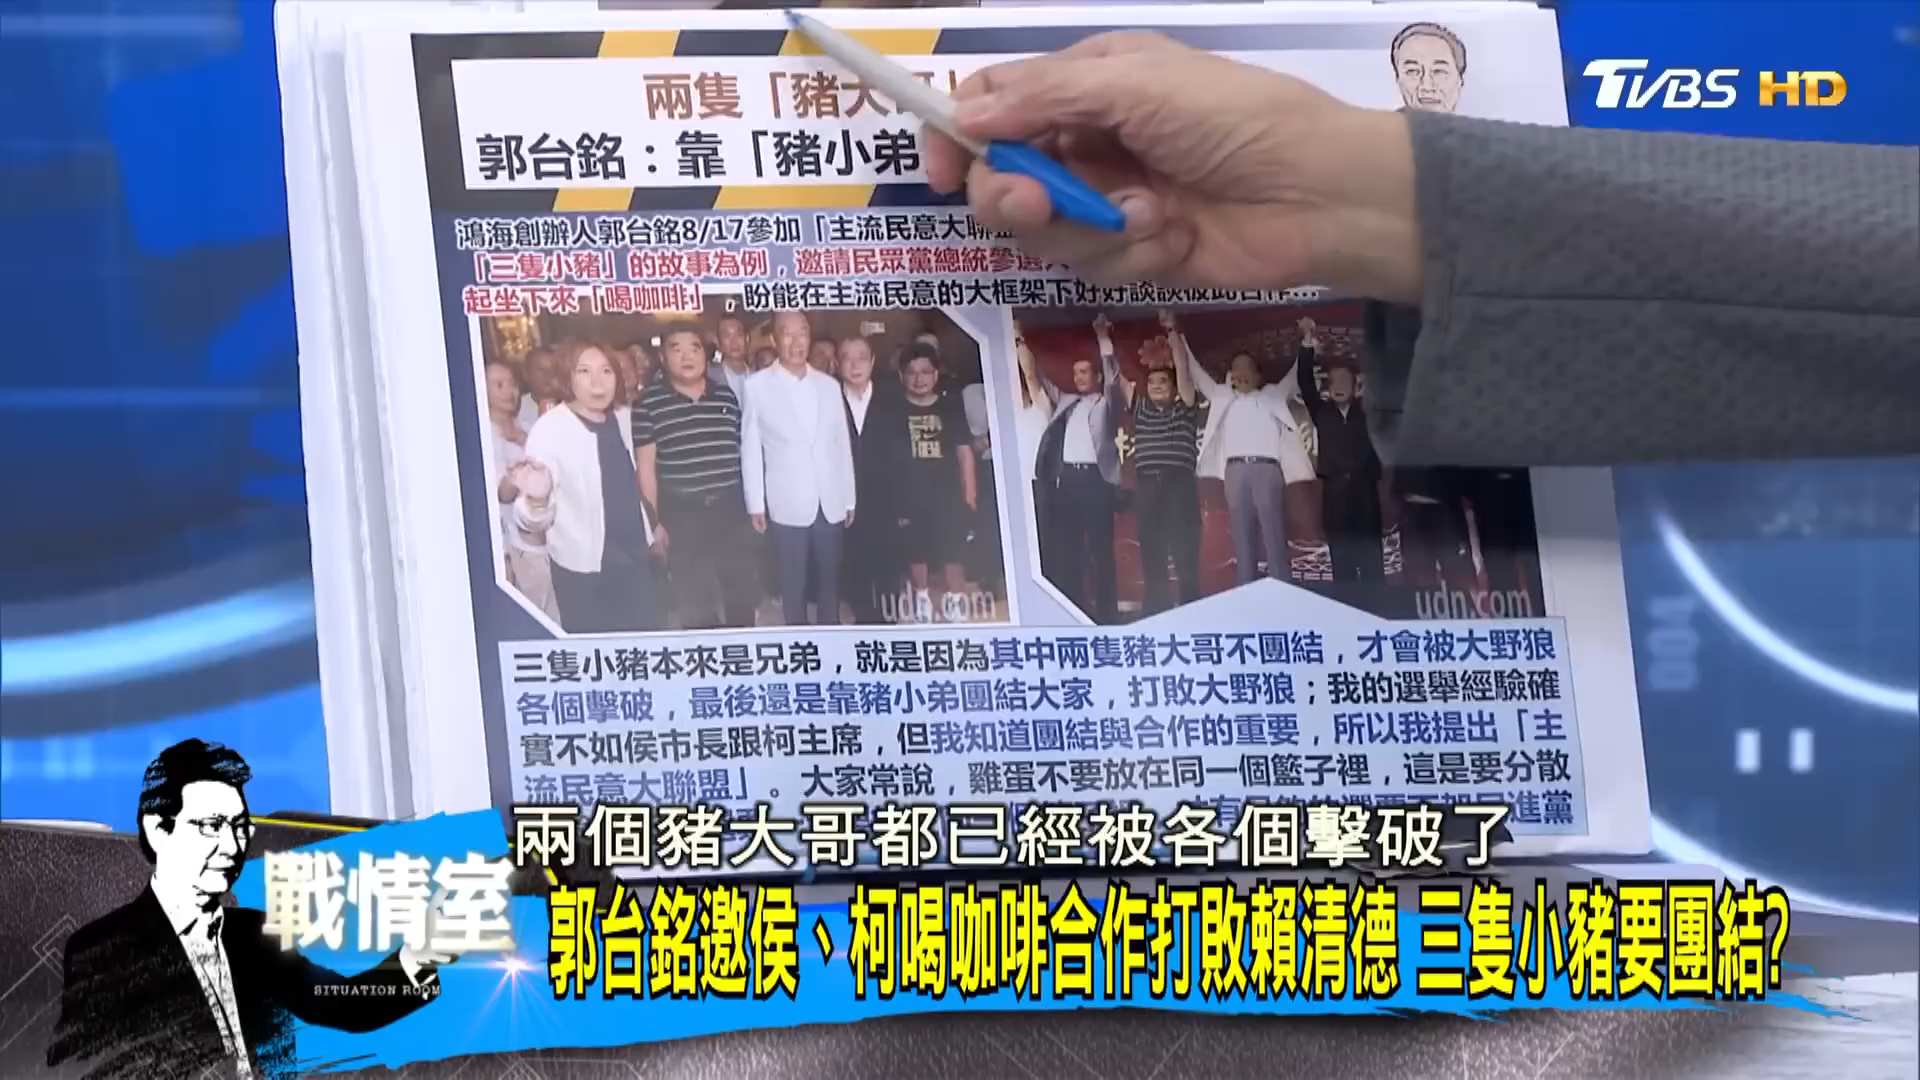 TVBS HD
兩隻「豬大哥」
郭台銘：靠「豬小弟
鴻海創辦人郭台銘8/17參加「主流民意大聯盟
「三隻小豬」的故事為例，邀請民眾黨總統參選人
起坐下來「喝咖啡」，盼能在主流民意的大框架下好好談談彼此合作...
udn.com
udn.com
三隻小豬本來是兄弟，就是因為其中兩隻豬大哥不團結，才會被大野狼
各個擊破，最後還是靠豬小弟團結大家，打敗大野狼；我的選舉經驗確
實不如侯市長跟柯主席，但我知道團結與合作的重要，所以我提出「主
流民意大聯盟」。大家常說，雞蛋不要放在同一個籃子裡，這是要分散
民進黨
兩個豬大哥都已經被各個擊破了
戰情室
SITUATION ROOM
郭台銘邀侯、柯喝咖啡合作打敗賴清德 三隻小豬要團結?